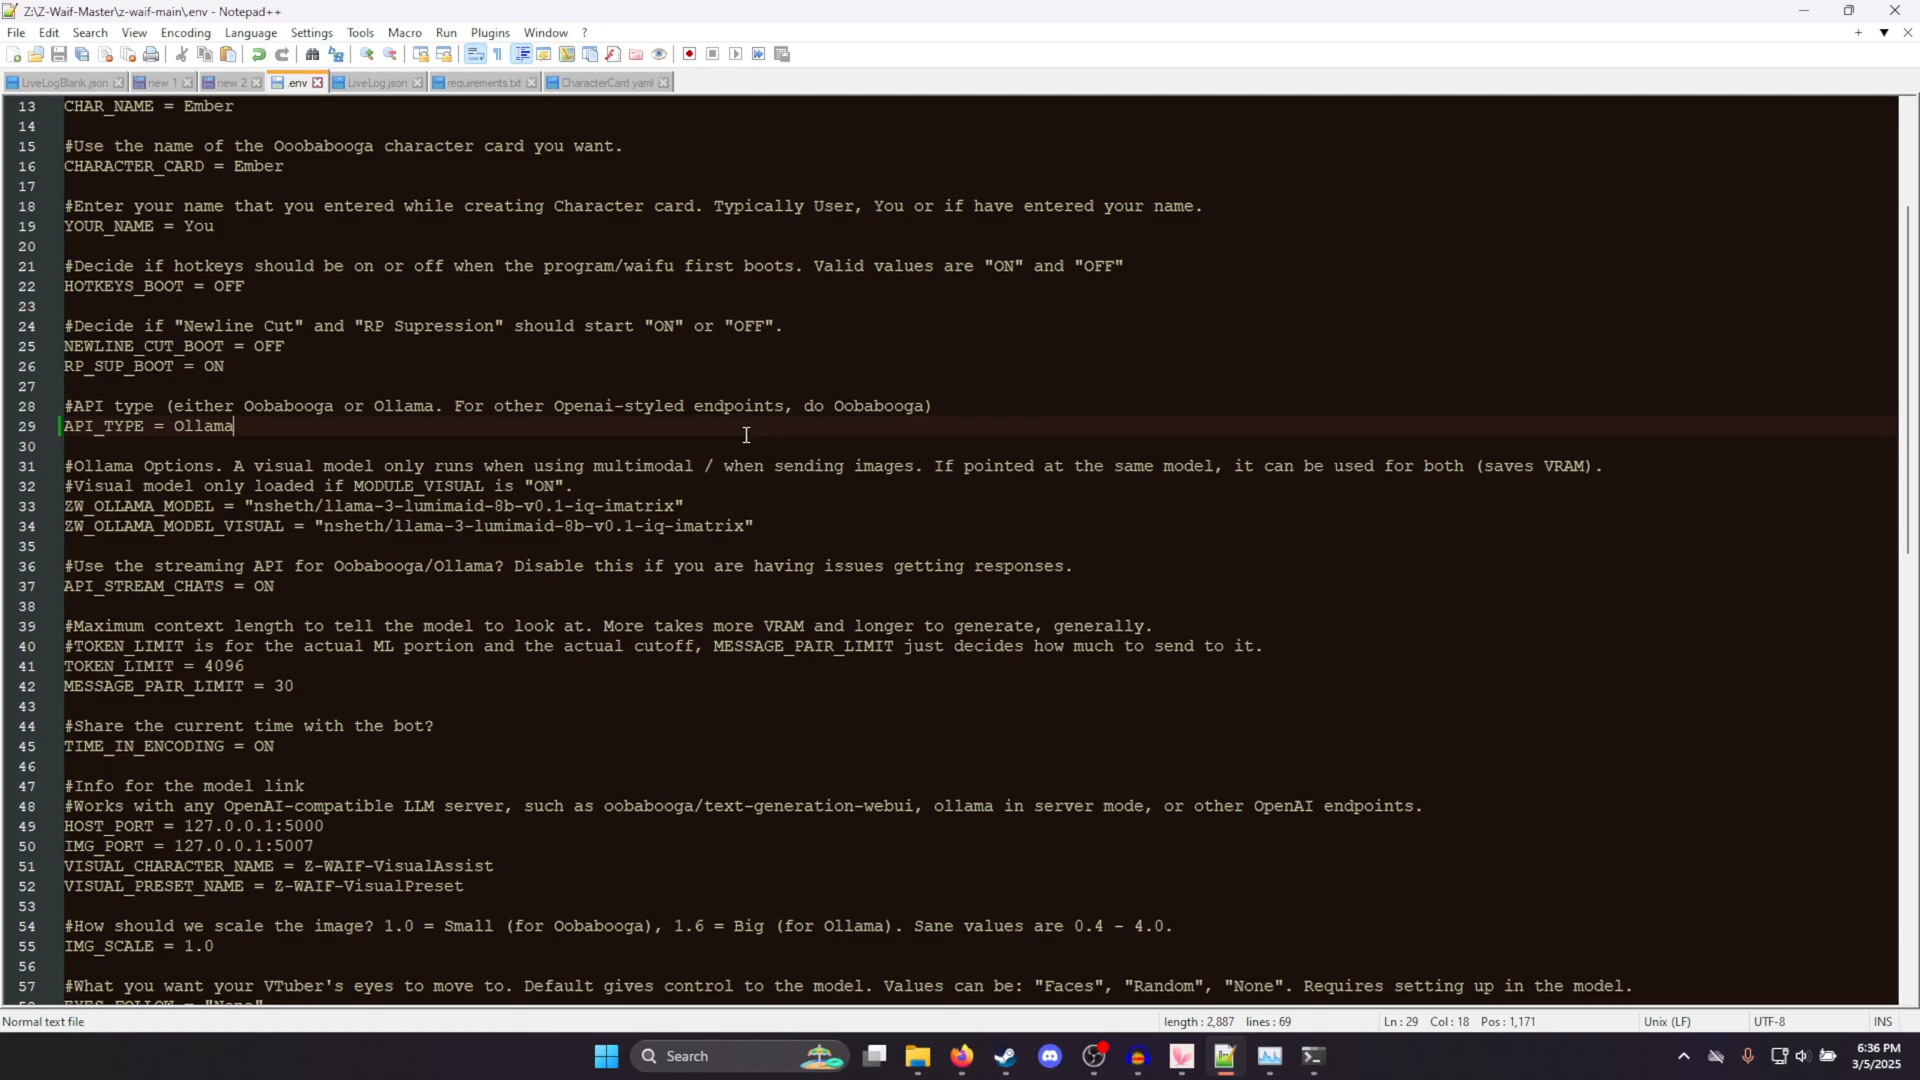 Z:\Z-Waif-Master\z-waif-main\.env - Notepad++
File Edit Search View Encoding Language Settings Tools Macro Run Plugins Window ?
LiveLogBlank.json new 1 new 2 .env LiveLog.json requirements.txt CharacterCard.yaml
13 CHAR_NAME = Ember
14
15 #Use the name of the Ooobabooga character card you want.
16 CHARACTER_CARD = Ember
17
18 #Enter your name that you entered while creating Character card. Typically User, You or if have entered your name.
19 YOUR_NAME = You
20
21 #Decide if hotkeys should be on or off when the program/waifu first boots. Valid values are "ON" and "OFF"
22 HOTKEYS_BOOT = OFF
23
24 #Decide if "Newline Cut" and "RP Supression" should start "ON" or "OFF".
25 NEWLINE_CUT_BOOT = OFF
26 RP_SUP_BOOT = ON
27
28 #API type (either Oobabooga or Ollama. For other Openai-styled endpoints, do Oobabooga)
29 API_TYPE = Ollama
30
31 #Ollama Options. A visual model only runs when using multimodal / when sending images. If pointed at the same model, it can be used for both (saves VRAM).
32 #Visual model only loaded if MODULE_VISUAL is "ON".
33 ZW_OLLAMA_MODEL = "nsheth/llama-3-lumimaid-8b-v0.1-iq-imatrix"
34 ZW_OLLAMA_MODEL_VISUAL = "nsheth/llama-3-lumimaid-8b-v0.1-iq-imatrix"
35
36 #Use the streaming API for Oobabooga/Ollama? Disable this if you are having issues getting responses.
37 API_STREAM_CHATS = ON
38
39 #Maximum context length to tell the model to look at. More takes more VRAM and longer to generate, generally.
40 #TOKEN_LIMIT is for the actual ML portion and the actual cutoff, MESSAGE_PAIR_LIMIT just decides how much to send to it.
41 TOKEN_LIMIT = 4096
42 MESSAGE_PAIR_LIMIT = 30
43
44 #Share the current time with the bot?
45 TIME_IN_ENCODING = ON
46
47 #Info for the model link
48 #Works with any OpenAI-compatible LLM server, such as oobabooga/text-generation-webui, ollama in server mode, or other OpenAI endpoints.
49 HOST_PORT = 127.0.0.1:5000
50 IMG_PORT = 127.0.0.1:5007
51 VISUAL_CHARACTER_NAME = Z-WAIF-VisualAssist
52 VISUAL_PRESET_NAME = Z-WAIF-VisualPreset
53
54 #How should we scale the image? 1.0 = Small (for Oobabooga), 1.6 = Big (for Ollama). Sane values are 0.4 - 4.0.
55 IMG_SCALE = 1.0
56
57 #What you want your VTuber's eyes to move to. Default gives control to the model. Values can be: "Faces", "Random", "None". Requires setting up in the model.
58 EYES_FOLLOW = "None"
Normal text file length : 2,887 lines : 69 Ln : 29 Col : 18 Pos : 1,171 Unix (LF) UTF-8 INS
Search 6:36 PM
3/5/2025